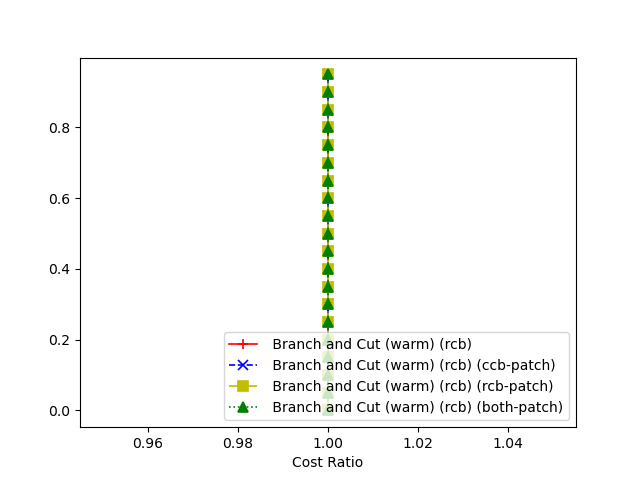 0.8
0.6
0.4
0.2
0.0
Branch and Cut (warm) (rcb)
Branch and Cut (warm) (rcb) (ccb-patch)
Branch and Cut (warm) (rcb) (rcb-patch)
Branch and Cut (warm) (rcb) (both-patch)
0.96 0.98 1.00 1.02 1.04
Cost Ratio